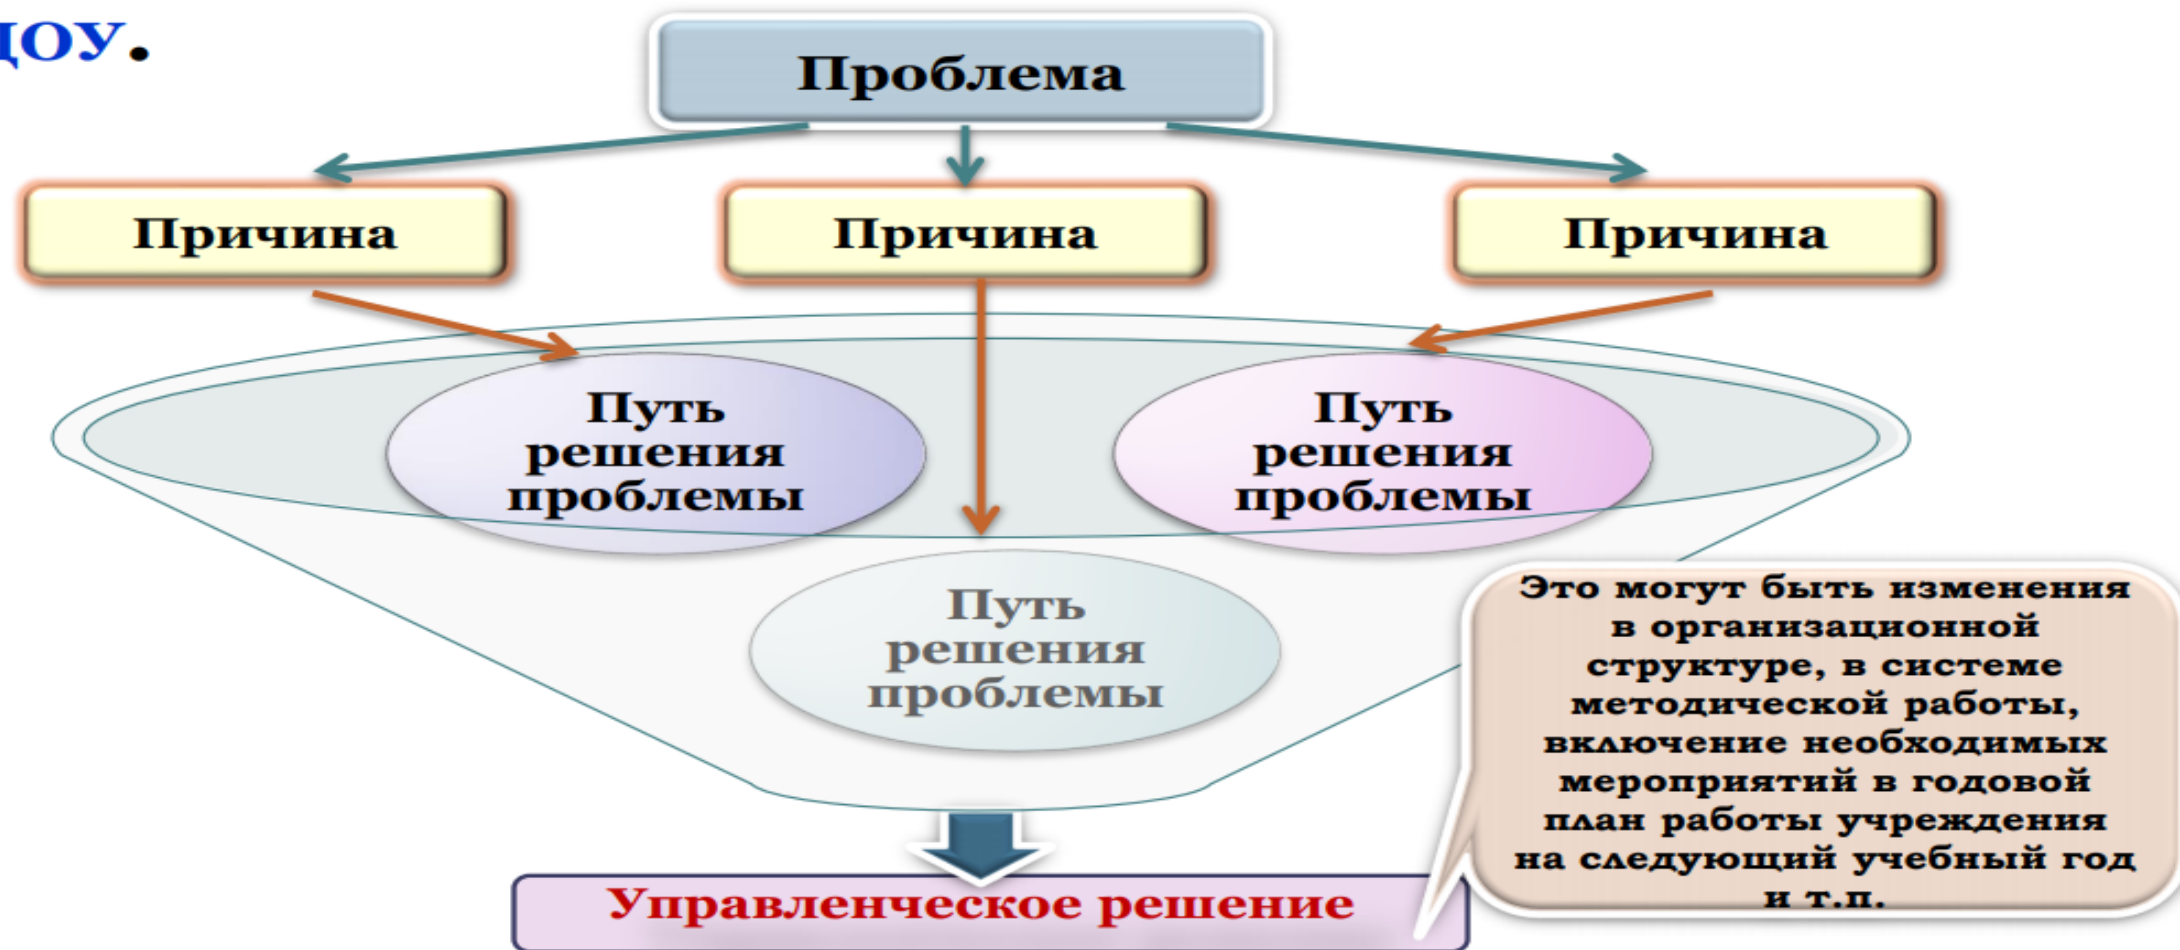 ДОУ.
Проблема
Причина
Причина
Причина
Путь
решения
проблемы
Путь
решения
проблемы
Путь
решения
проблемы
Это могут быть изменения
в организационной
структуре, в системе
методической работы,
включение необходимых
мероприятий в годовой
план работы учреждения
на следующий учебный год
и т.п.
Управленческое решение